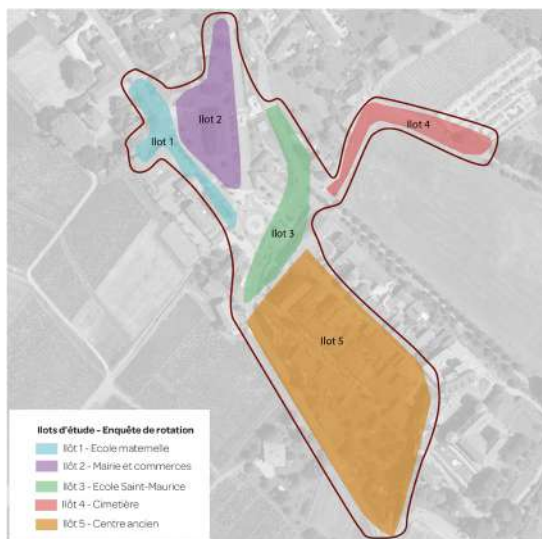 Ilot 4
Ilot 2
Ilot 1
Ilot 3
Ilot 5
Ilots d'étude - Enquête de rotation
Ilôt 1 - Ecole maternelle
Ilôt 2 - Mairie et commerces
Ilôt 3 - Ecole Saint-Maurice
Ilôt 4 - Cimetière
Ilôt 5 - Centre ancien